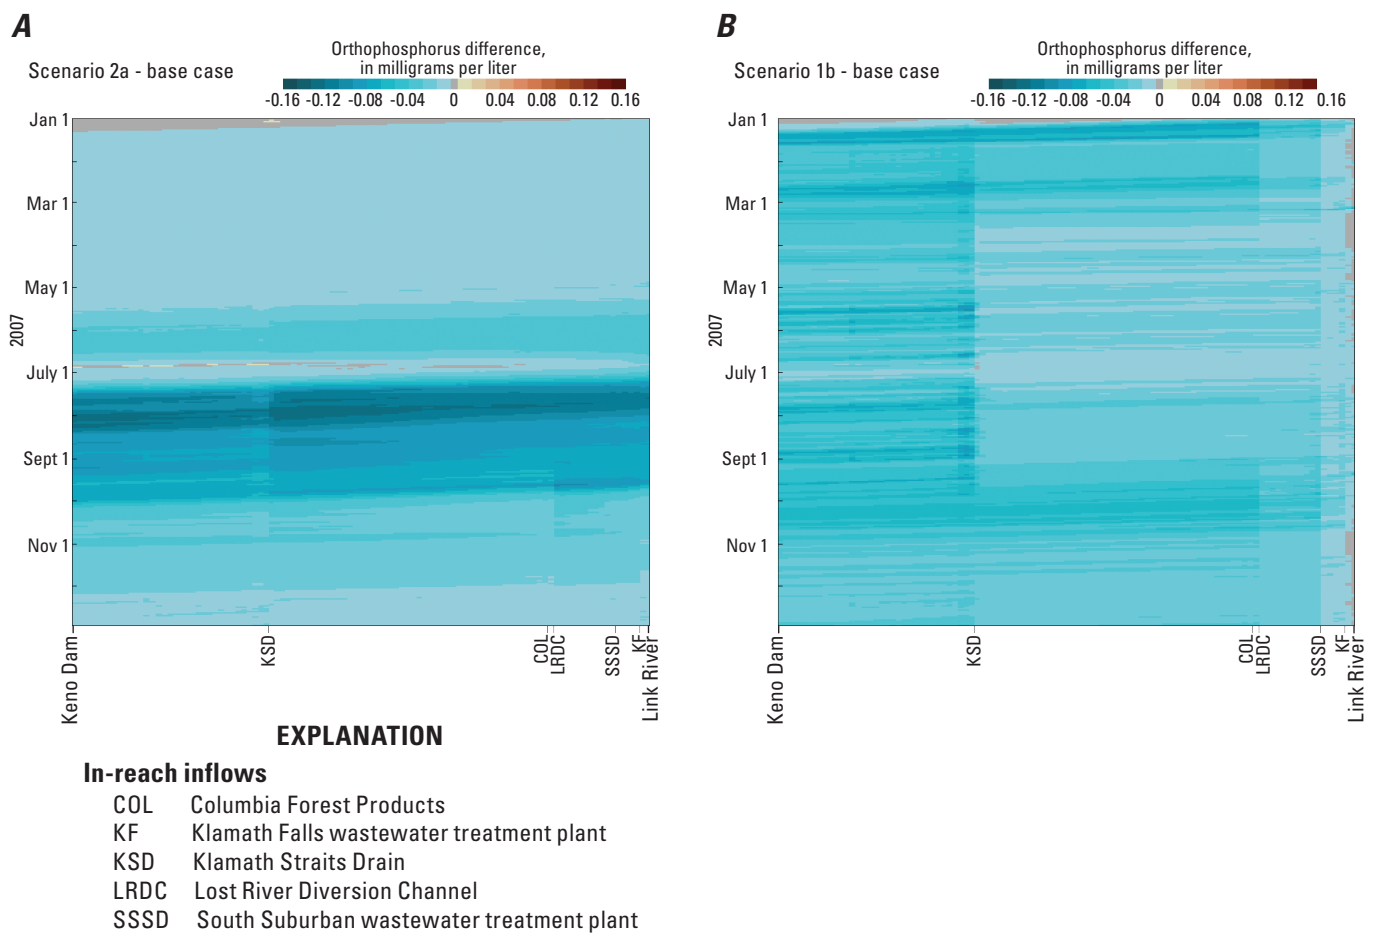 A
Scenario 2a - base case
Orthophosphorus difference,
in milligrams per liter
-0.16 -0.12 -0.08 -0.04 0 0.04 0.08 0.12 0.16
Jan 1
Mar 1
May 1
July 1
Sept 1
Nov 1
2007
Keno Dam
KSD
COL
LRDC
SSSD
KF
Link River
B
Scenario 1b - base case
Orthophosphorus difference,
in milligrams per liter
-0.16 -0.12 -0.08 -0.04 0 0.04 0.08 0.12 0.16
Jan 1
Mar 1
May 1
July 1
Sept 1
Nov 1
2007
Keno Dam
KSD
COL
LRDC
SSSD
KF
Link River
EXPLANATION
In-reach inflows
COL Columbia Forest Products
KF Klamath Falls wastewater treatment plant
KSD Klamath Straits Drain
LRDC Lost River Diversion Channel
SSSD South Suburban wastewater treatment plant